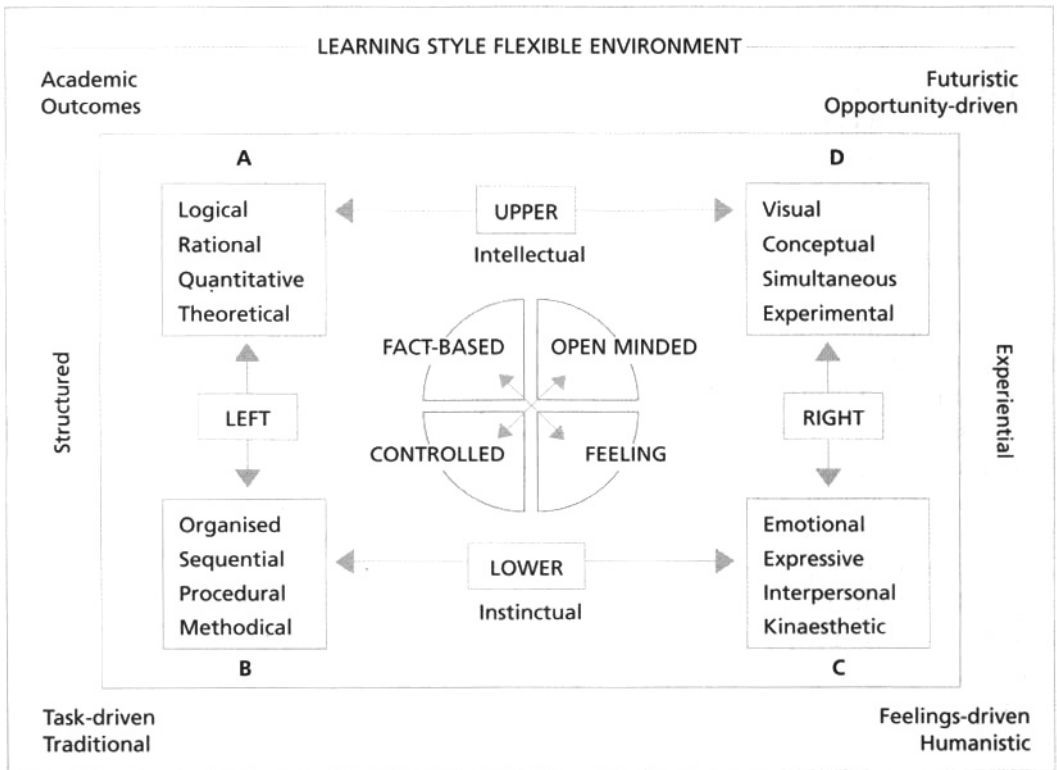 LEARNING STYLE FLEXIBLE ENVIRONMENT
Academic
Outcomes
Futuristic
Opportunity-driven
A
D
Logical
Rational
Quantitative
Theoretical
UPPER
Intellectual
Visual
Conceptual
Simultaneous
Experimental
FACT-BASED
OPEN MINDED
Structured
LEFT
RIGHT
Experiential
CONTROLLED
FEELING
Organised
Sequential
Procedural
Methodical
LOWER
Instinctual
Emotional
Expressive
Interpersonal
Kinaesthetic
B
C
Task-driven
Traditional
Feelings-driven
Humanistic